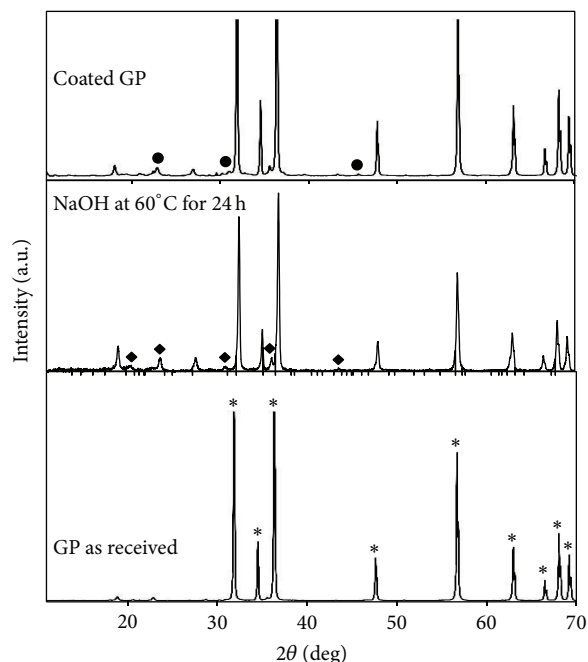 Coated GP
NaOH at 60°C for 24 h
Intensity (a.u.)
GP as received
* * * * * * * * *
20 30 40 50 60 70
2θ (deg)